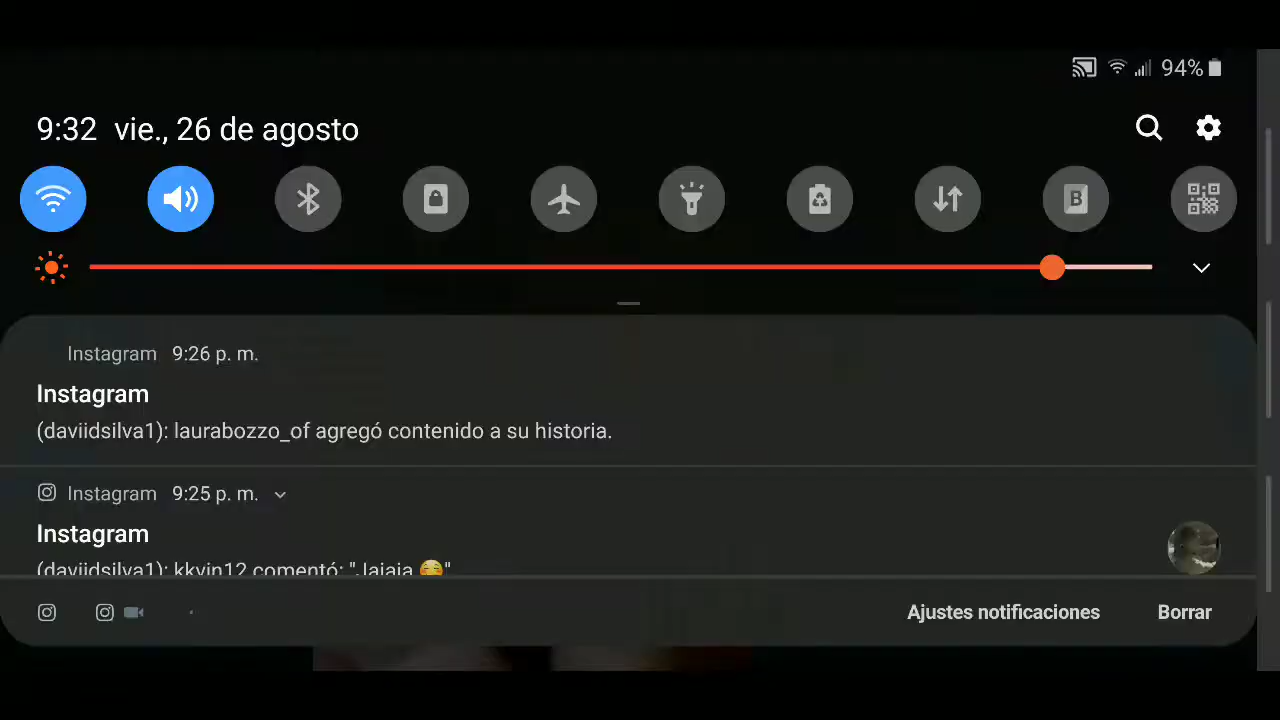 94%
9:32 vie., 26 de agosto
B
Instagram 9:26 p. m.
Instagram
(daviidsilva1): laurabozzo_of agregó contenido a su historia.
Instagram 9:25 p. m.
Instagram
(daviidsilva1): kkvin12 comentó: "Jajaja 😊"
Ajustes notificaciones Borrar